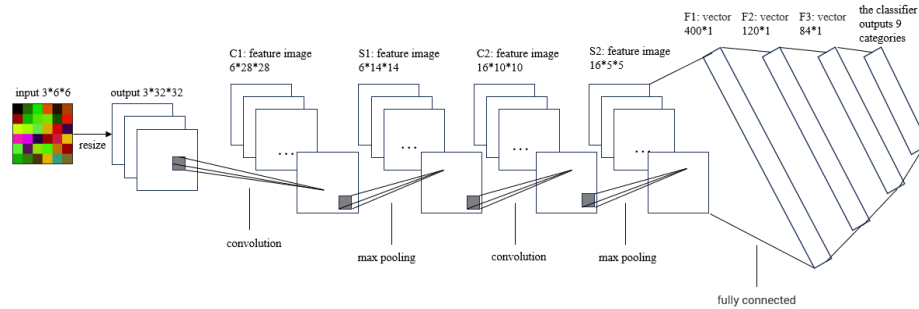 input 3*6*6
resize
output 3*32*32
C1: feature image
6*28*28
...
convolution
S1: feature image
6*14*14
...
max pooling
C2: feature image
16*10*10
...
convolution
S2: feature image
16*5*5
...
max pooling
F1: vector
400*1
F2: vector
120*1
F3: vector
84*1
the classifier
outputs 9
categories
fully connected